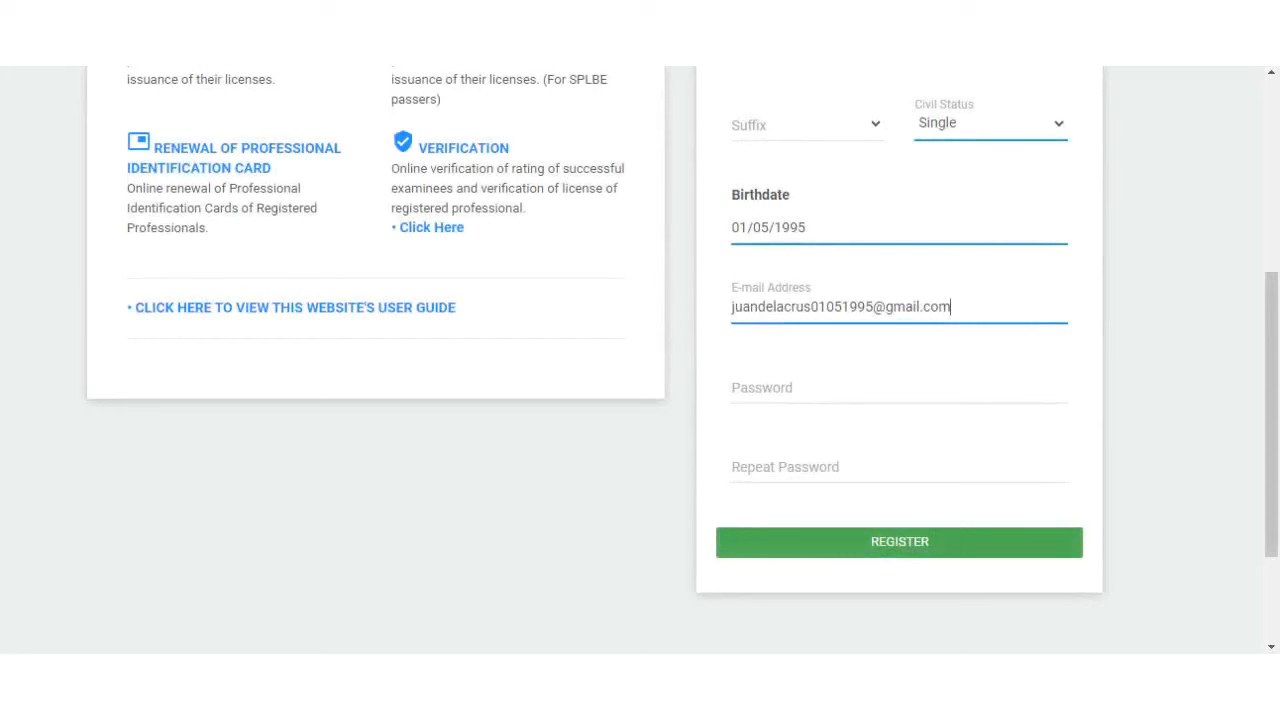 issuance of their licenses.
issuance of their licenses. (For SPLBE
passers)
RENEWAL OF PROFESSIONAL
IDENTIFICATION CARD
Online renewal of Professional
Identification Cards of Registered
Professionals.
VERIFICATION
Online verification of rating of successful
examinees and verification of license of
registered professional.
• Click Here
• CLICK HERE TO VIEW THIS WEBSITE'S USER GUIDE
Suffix
Civil Status
Single
Birthdate
01/05/1995
E-mail Address
juandelacrus01051995@gmail.com
Password
Repeat Password
REGISTER